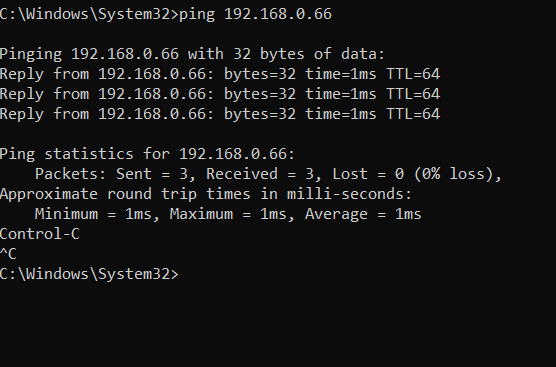 C:\Windows\System32>ping 192.168.0.66

Pinging 192.168.0.66 with 32 bytes of data:
Reply from 192.168.0.66: bytes=32 time=1ms TTL=64
Reply from 192.168.0.66: bytes=32 time=1ms TTL=64
Reply from 192.168.0.66: bytes=32 time=1ms TTL=64

Ping statistics for 192.168.0.66:
    Packets: Sent = 3, Received = 3, Lost = 0 (0% loss),
Approximate round trip times in milli-seconds:
    Minimum = 1ms, Maximum = 1ms, Average = 1ms
Control-C
^C
C:\Windows\System32>